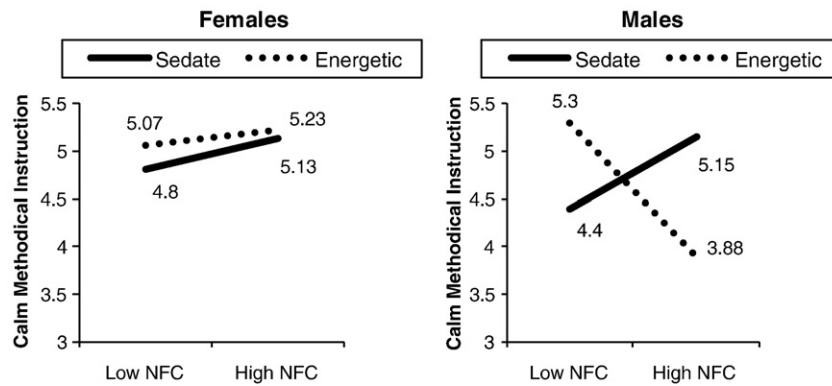 Females
Sedate Energetic
Calm Methodical Instruction
5.5
5
4.5
4
3.5
3
5.07
5.23
4.8
5.13
Low NFC High NFC
Males
Sedate Energetic
Calm Methodical Instruction
5.5
5
4.5
4
3.5
3
5.3
5.15
4.4
3.88
Low NFC High NFC